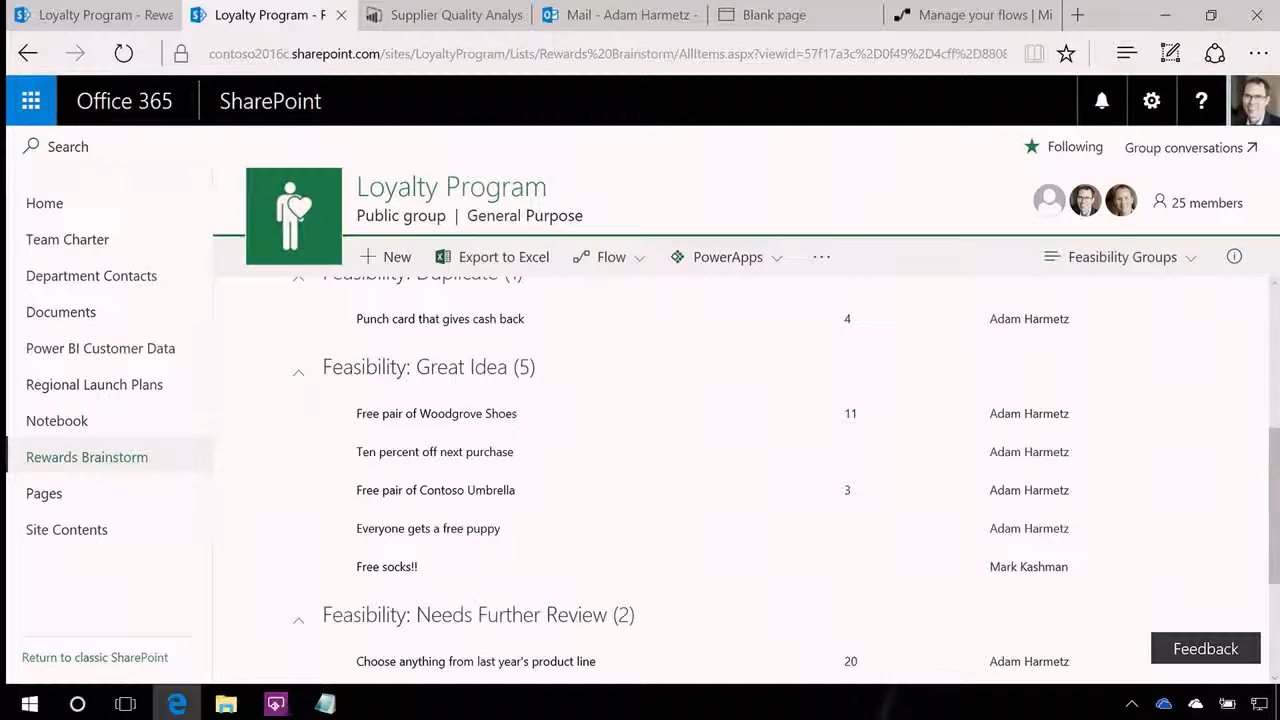 Loyalty Program - Rewa
Loyalty Program - R
Supplier Quality Analys
Mail - Adam Harmetz -
Blank page
Manage your flows | Mi
contoso2016c.sharepoint.com/sites/LoyaltyProgram/Lists/Rewards%20Brainstorm/AllItems.aspx?viewid=57f17a3c%2D0f49%2D4cff%2D8808
Office 365
SharePoint
?
Search
Following
Group conversations
Loyalty Program
Public group | General Purpose
25 members
Home
Team Charter
Department Contacts
Documents
Power BI Customer Data
Regional Launch Plans
Notebook
Rewards Brainstorm
Pages
Site Contents
Return to classic SharePoint
New
Export to Excel
Flow
PowerApps
...
Feasibility Groups
Feasibility: Duplicate (1)
Punch card that gives cash back 4 Adam Harmetz
Feasibility: Great Idea (5)
Free pair of Woodgrove Shoes 11 Adam Harmetz
Ten percent off next purchase Adam Harmetz
Free pair of Contoso Umbrella 3 Adam Harmetz
Everyone gets a free puppy Adam Harmetz
Free socks!! Mark Kashman
Feasibility: Needs Further Review (2)
Choose anything from last year's product line 20 Adam Harmetz
Feedback